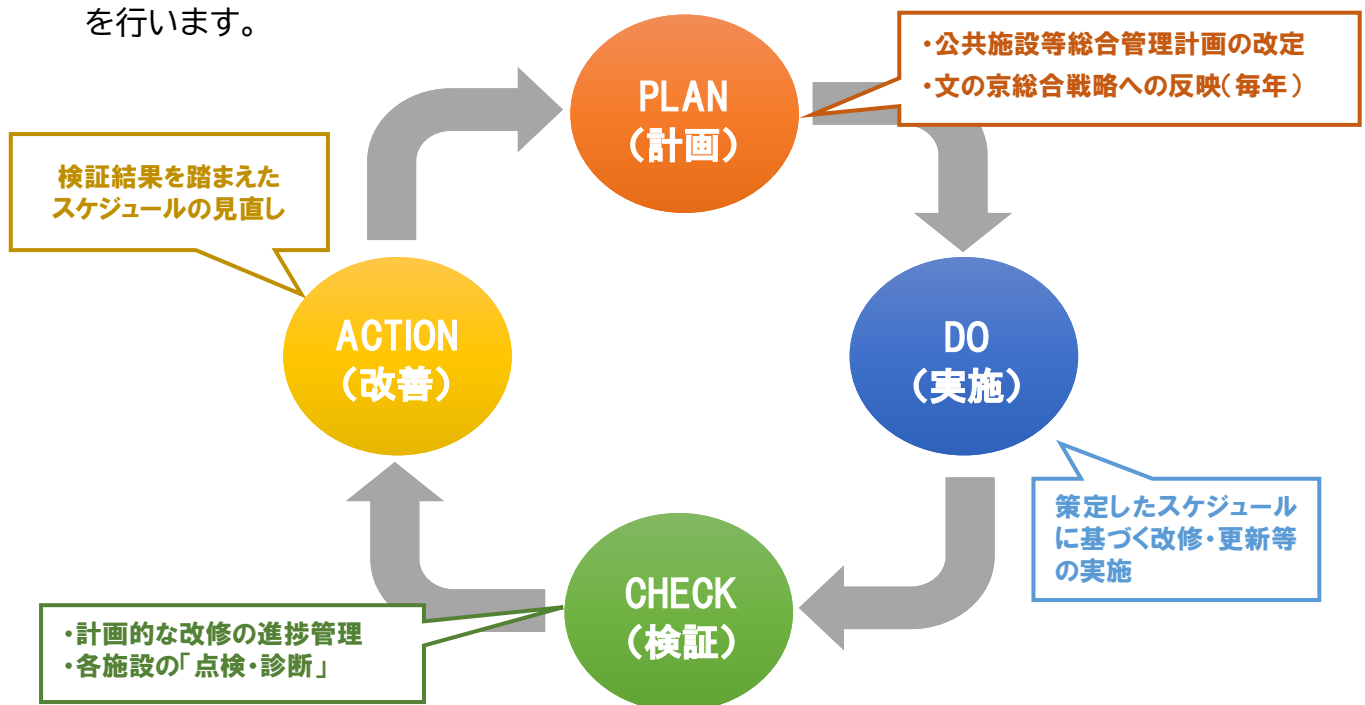 を行います。
PLAN
(計画)
・公共施設等総合管理計画の改定
・文の京総合戦略への反映(毎年)
検証結果を踏まえた
スケジュールの見直し
ACTION
(改善)
DO
(実施)
策定したスケジュール
に基づく改修・更新等
の実施
CHECK
(検証)
・計画的な改修の進捗管理
・各施設の「点検・診断」